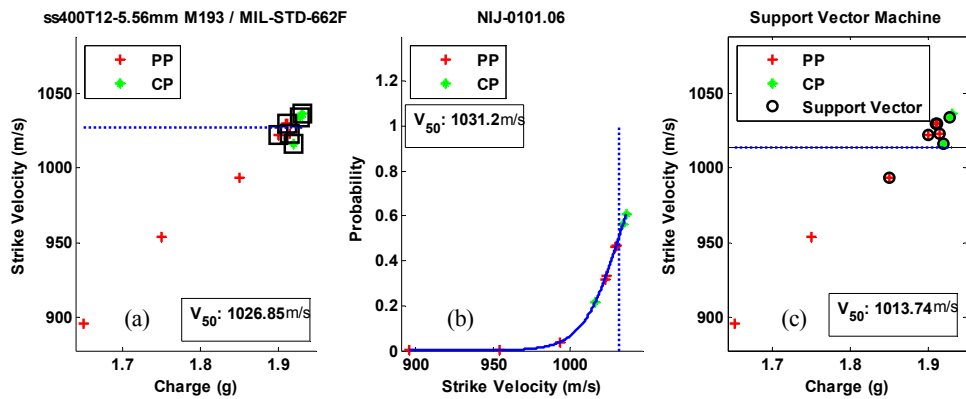 ss400T12-5.56mm M193 / MIL-STD-662F
PP
CP
1050
1000
950
900
Strike Velocity (m/s)
V50: 1026.85m/s
(a)
1.7
1.8
1.9
Charge (g)
NIJ-0101.06
PP
CP
V50: 1031.2m/s
1.2
1
0.8
0.6
0.4
0.2
0
Probability
(b)
900
950
1000
Strike Velocity (m/s)
Support Vector Machine
PP
CP
Support Vector
1050
1000
950
900
Strike Velocity (m/s)
V50: 1013.74m/s
(c)
1.7
1.8
1.9
Charge (g)